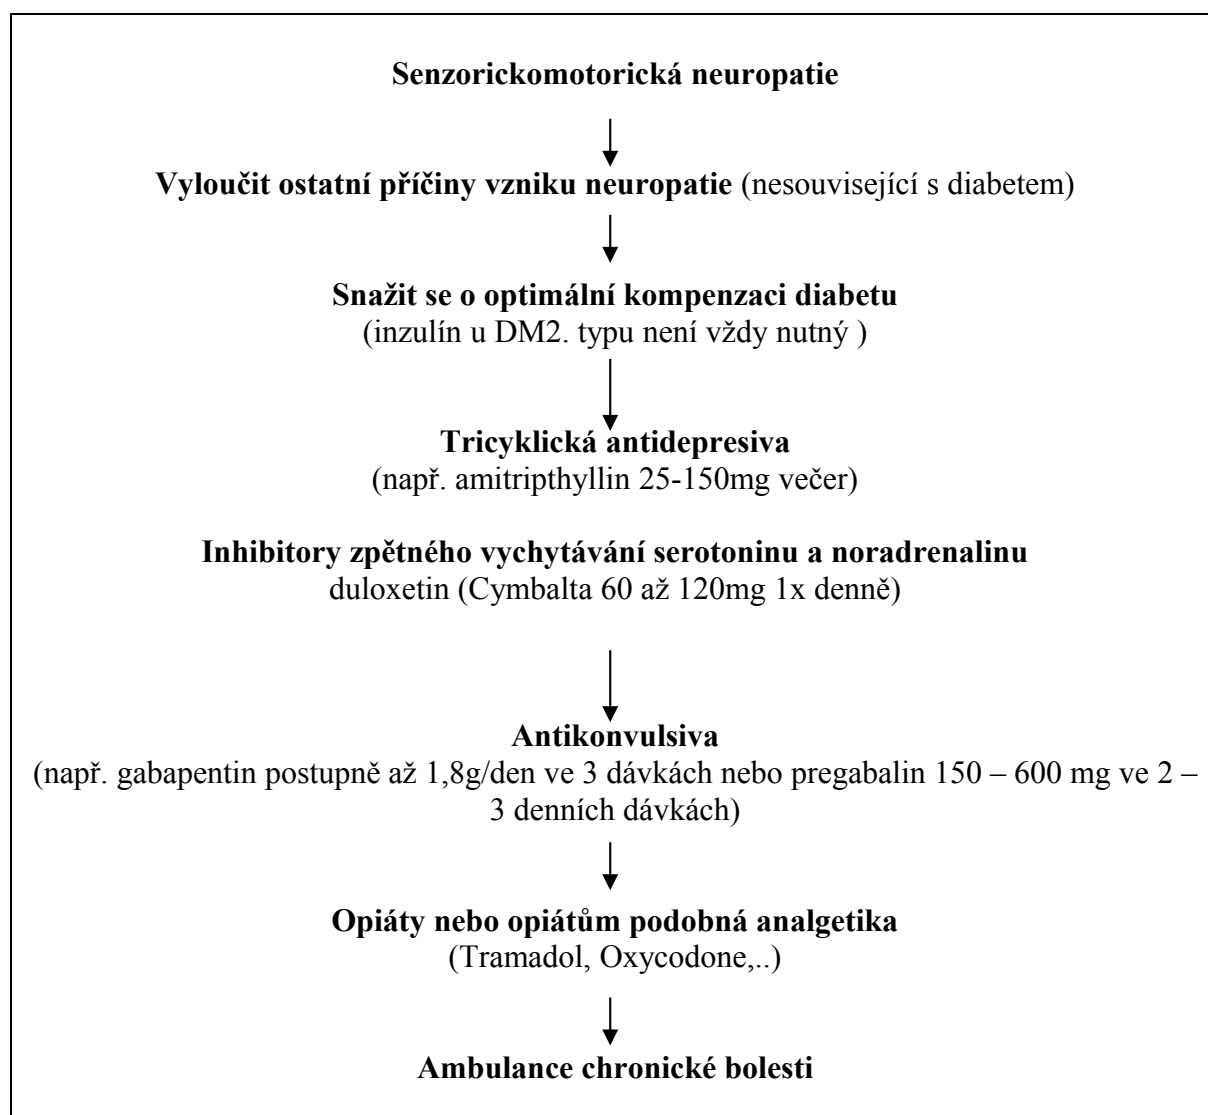 Senzorickomotorická neuropatie
Vyloučit ostatní příčiny vzniku neuropatie (nesouvisející s diabetem)
Snažit se o optimální kompenzaci diabetu
(inzulín u DM2. typu není vždy nutný )
Tricyklická antidepresiva
(např. amitripthyllin 25-150mg večer)
Inhibitory zpětného vychytávání serotoninu a noradrenalinu
duloxetin (Cymbalta 60 až 120mg 1x denně)
Antikonvulsiva
(např. gabapentin postupně až 1,8g/den ve 3 dávkách nebo pregabalin 150 – 600 mg ve 2 –
3 denních dávkách)
Opiáty nebo opiátům podobná analgetika
(Tramadol, Oxycodone,..)
Ambulance chronické bolesti